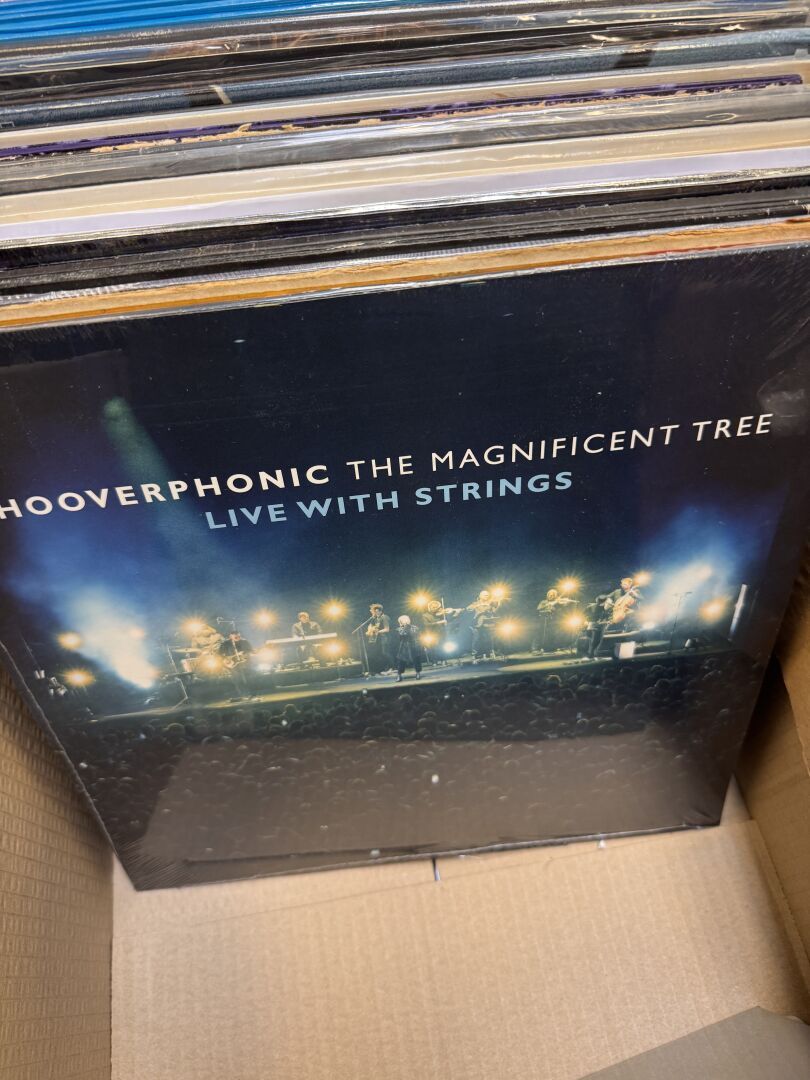 HOOVERPHONIC THE MAGNIFICENT TREE
LIVE WITH STRINGS